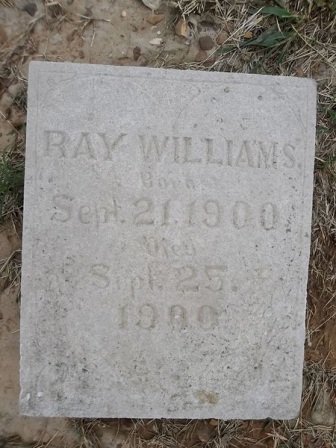 RAY WILLIAMS.
Born
Sept. 21, 1900
Died
Sept. 25,
1900